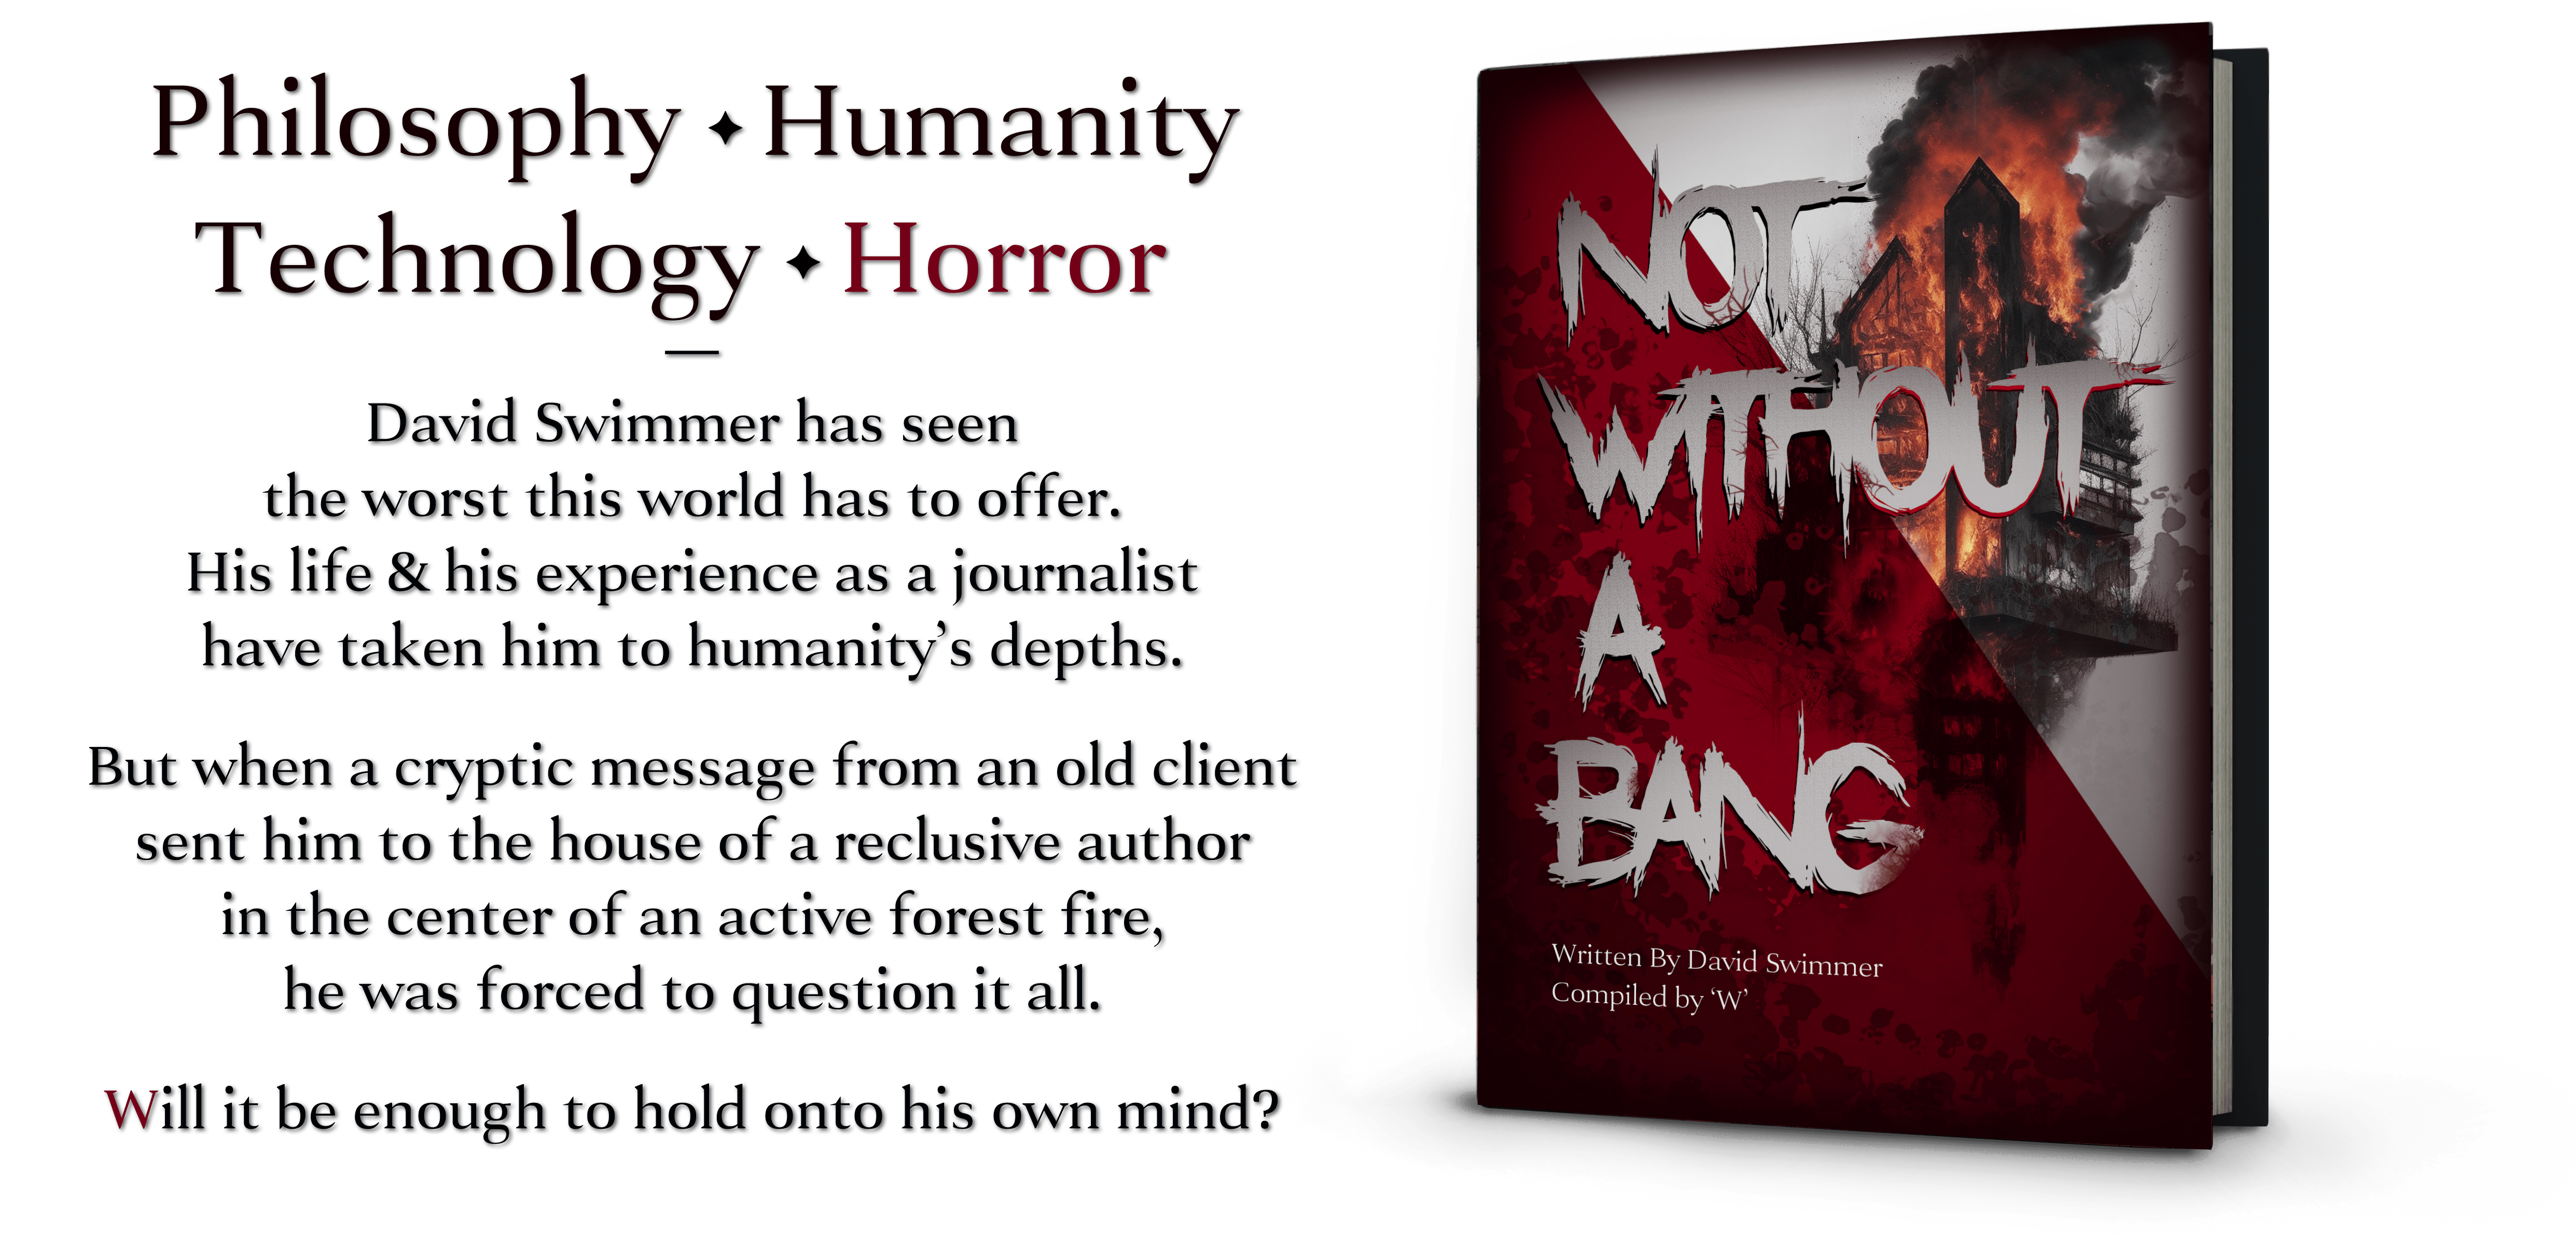 Philosophy ✦ Humanity
Technology ✦ Horror
—
David Swimmer has seen
the worst this world has to offer.
His life & his experience as a journalist
have taken him to humanity’s depths.
But when a cryptic message from an old client
sent him to the house of a reclusive author
in the center of an active forest fire,
he was forced to question it all.
Will it be enough to hold onto his own mind?
NOT
WITHOUT
A
BANG
Written By David Swimmer
Compiled by ‘W’